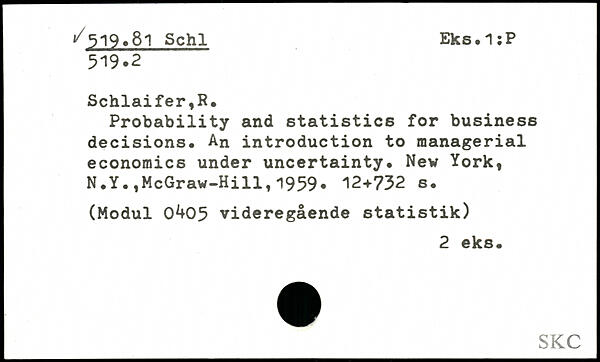 ✓ 519.81 Schl Eks.1:P
519.2
Schlaifer,R.
Probability and statistics for business
decisions. An introduction to managerial
economics under uncertainty. New York,
N.Y.,McGraw-Hill,1959. 12+732 s.
(Modul 0405 videregående statistik)
2 eks.
SKC